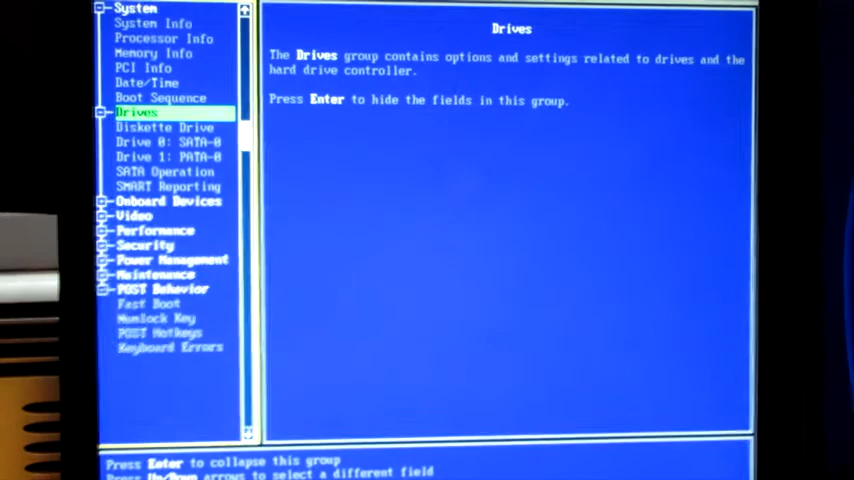 System
System Info
Processor Info
Memory Info
PCI Info
Date/Time
Boot Sequence
Drives
Diskette Drive
Drive 0: SATA-0
Drive 1: PATA-0
SATA Operation
SMART Reporting
Onboard Devices
Video
Performance
Security
Power Management
Maintenance
POST Behavior
Fast Boot
Numlock Key
POST Hotkeys
Keyboard Errors
Drives
The Drives group contains options and settings related to drives and the
hard drive controller.
Press Enter to hide the fields in this group.
Press Enter to collapse this group
Press Up/Down arrows to select a different field